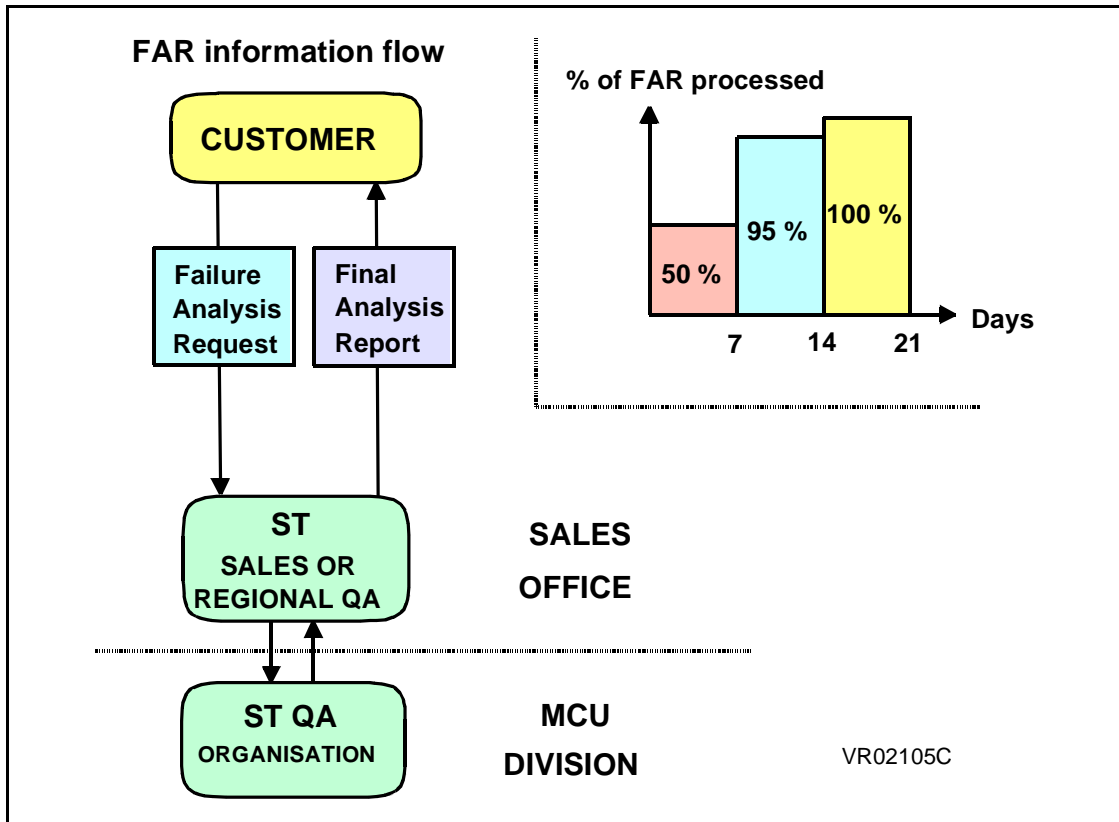 FAR information flow
CUSTOMER
Failure
Analysis
Request
Final
Analysis
Report
ST
SALES OR
REGIONAL QA
SALES
OFFICE
ST QA
ORGANISATION
MCU
DIVISION
% of FAR processed
50 %
95 %
100 %
Days
7
14
21
VR02105C